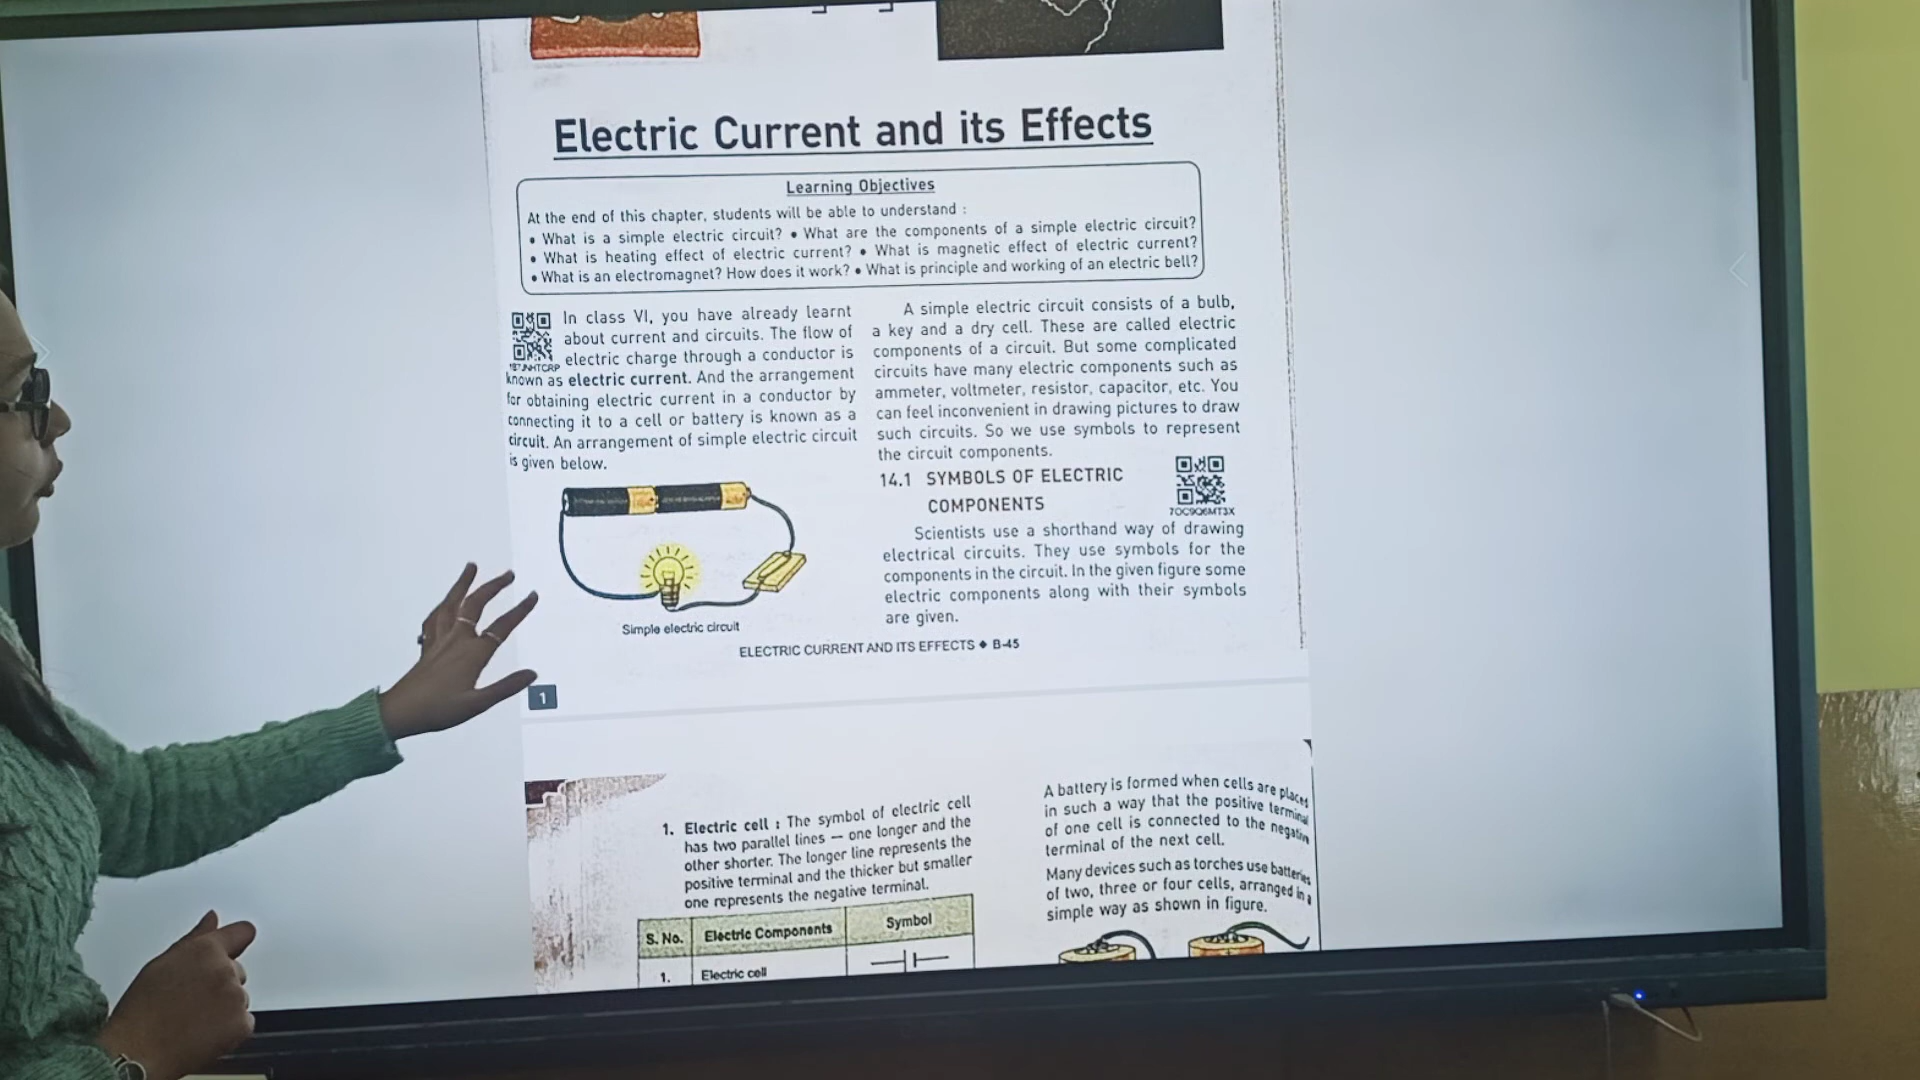 Electric Current and its Effects
Learning Objectives
At the end of this chapter, students will be able to understand :
• What is a simple electric circuit? • What are the components of a simple electric circuit?
• What is heating effect of electric current? • What is magnetic effect of electric current?
• What is an electromagnet? How does it work? • What is principle and working of an electric bell?
In class VI, you have already learnt
about current and circuits. The flow of
electric charge through a conductor is
known as electric current. And the arrangement
for obtaining electric current in a conductor by
connecting it to a cell or battery is known as a
circuit. An arrangement of simple electric circuit
is given below.
Simple electric circuit
A simple electric circuit consists of a bulb,
a key and a dry cell. These are called electric
components of a circuit. But some complicated
circuits have many electric components such as
ammeter, voltmeter, resistor, capacitor, etc. You
can feel inconvenient in drawing pictures to draw
such circuits. So we use symbols to represent
the circuit components.
14.1 SYMBOLS OF ELECTRIC
COMPONENTS
7OC9Q6MT3X
Scientists use a shorthand way of drawing
electrical circuits. They use symbols for the
components in the circuit. In the given figure some
electric components along with their symbols
are given.
ELECTRIC CURRENT AND ITS EFFECTS ◆ B-45
1
1. Electric cell : The symbol of electric cell
has two parallel lines — one longer and the
other shorter. The longer line represents the
positive terminal and the thicker but smaller
one represents the negative terminal.
S. No. Electric Components Symbol
1. Electric cell
A battery is formed when cells are placed
in such a way that the positive terminal
of one cell is connected to the negative
terminal of the next cell.
Many devices such as torches use batteries
of two, three or four cells, arranged in a
simple way as shown in figure.